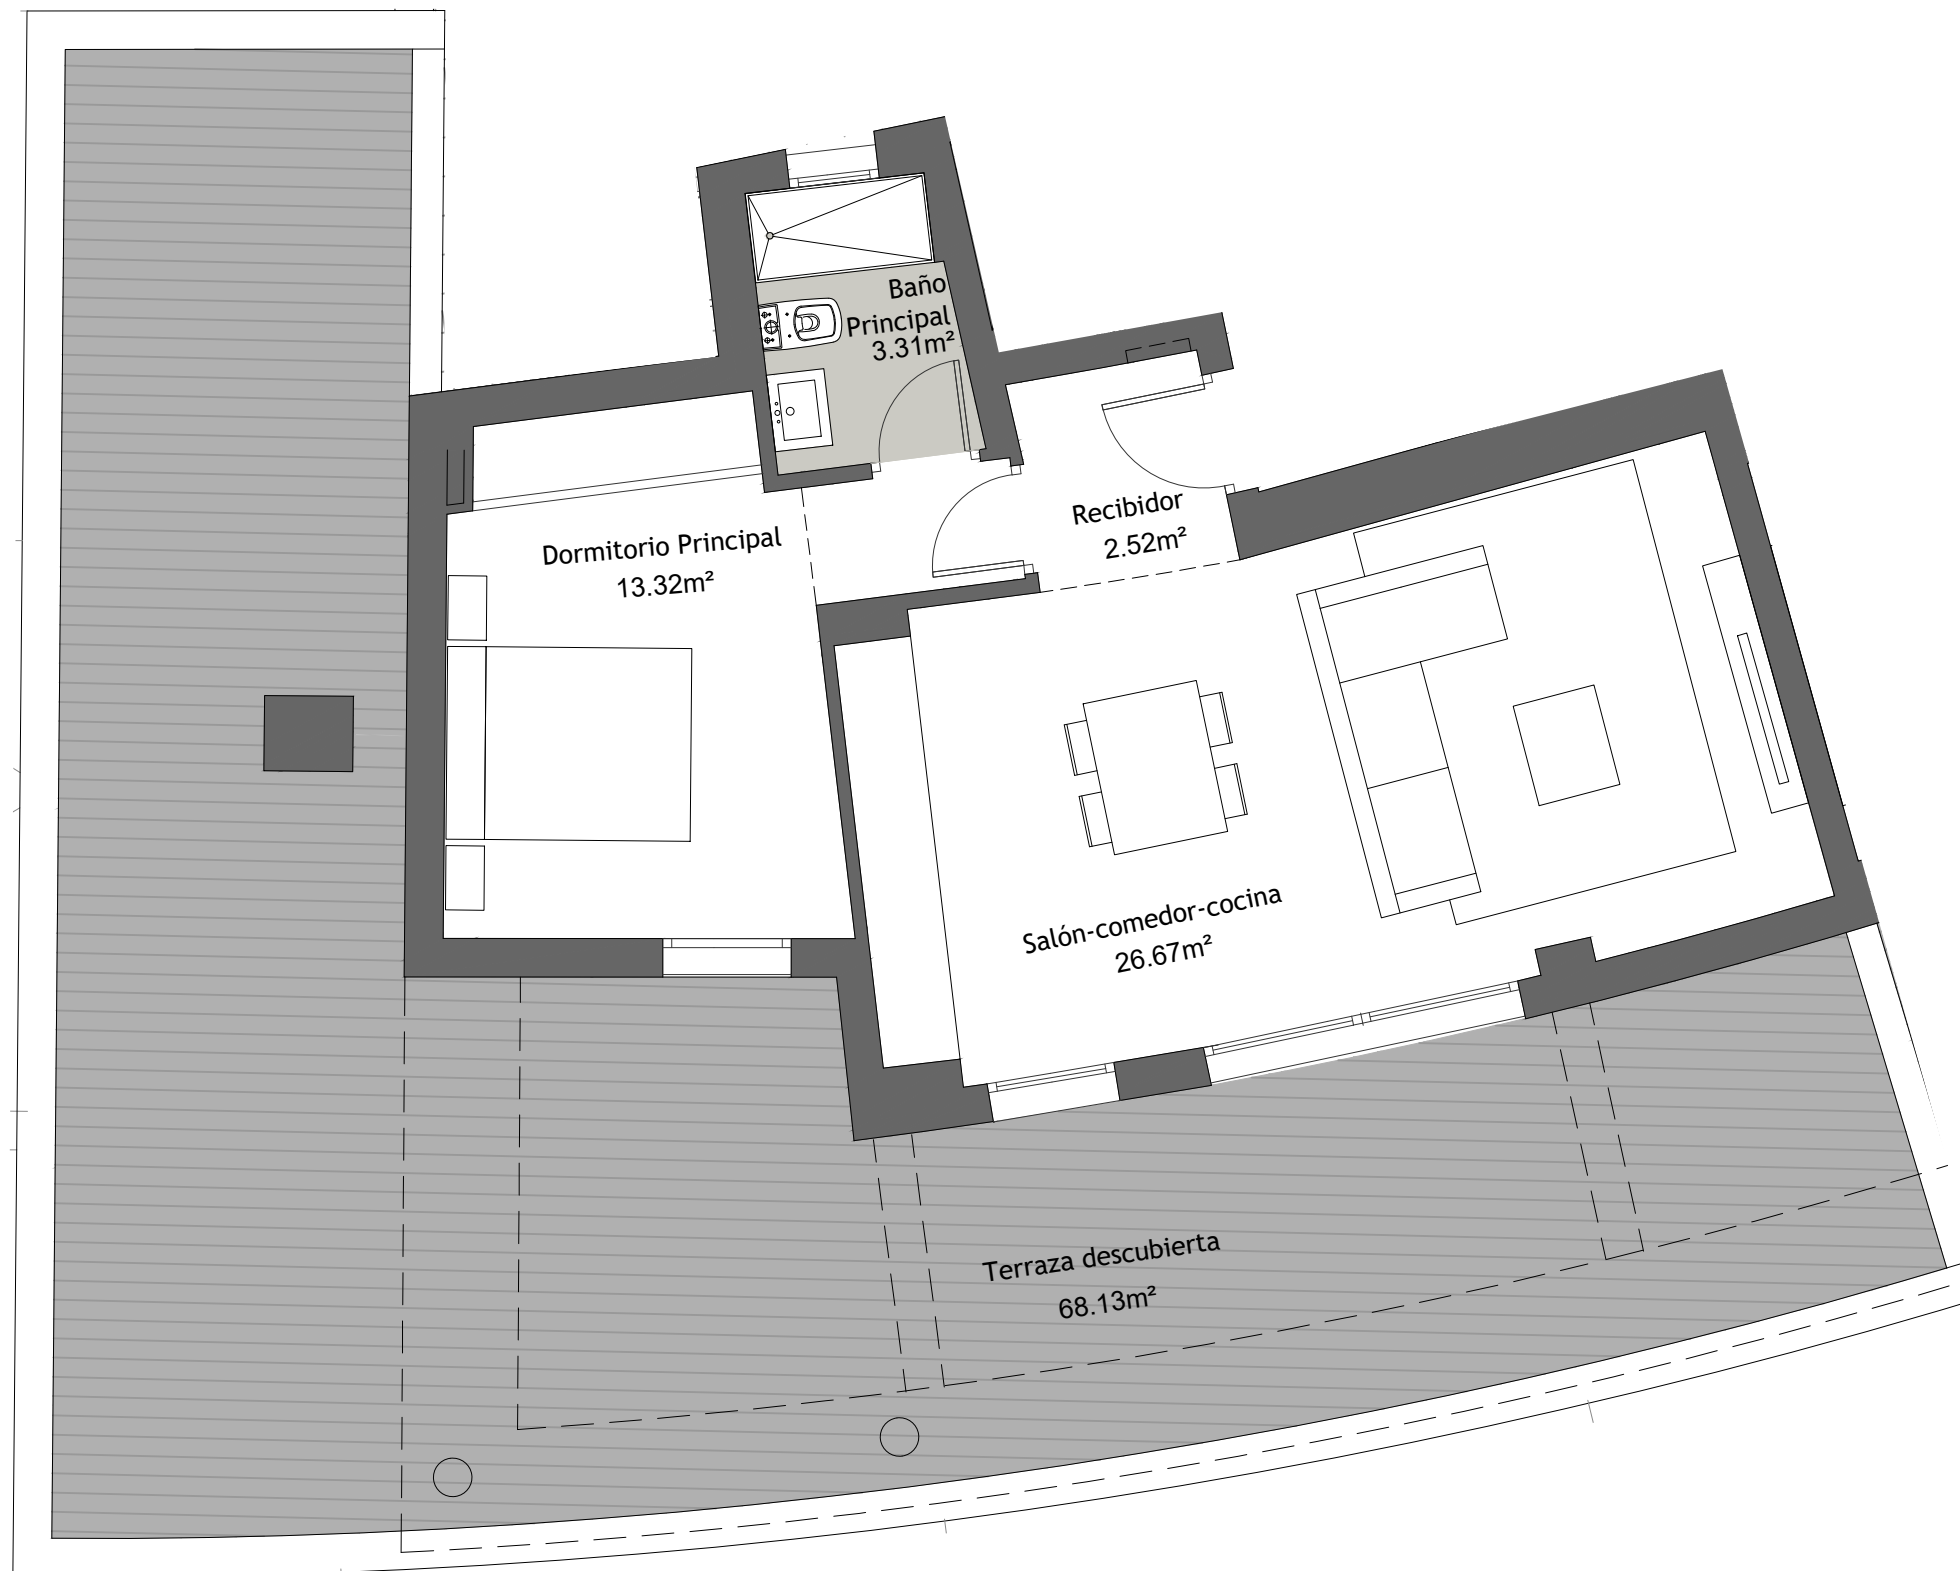 Baño
Principal
3.31m²
Recibidor
2.52m²
Dormitorio Principal
13.32m²
Salón-comedor-cocina
26.67m²
Terraza descubierta
68.13m²